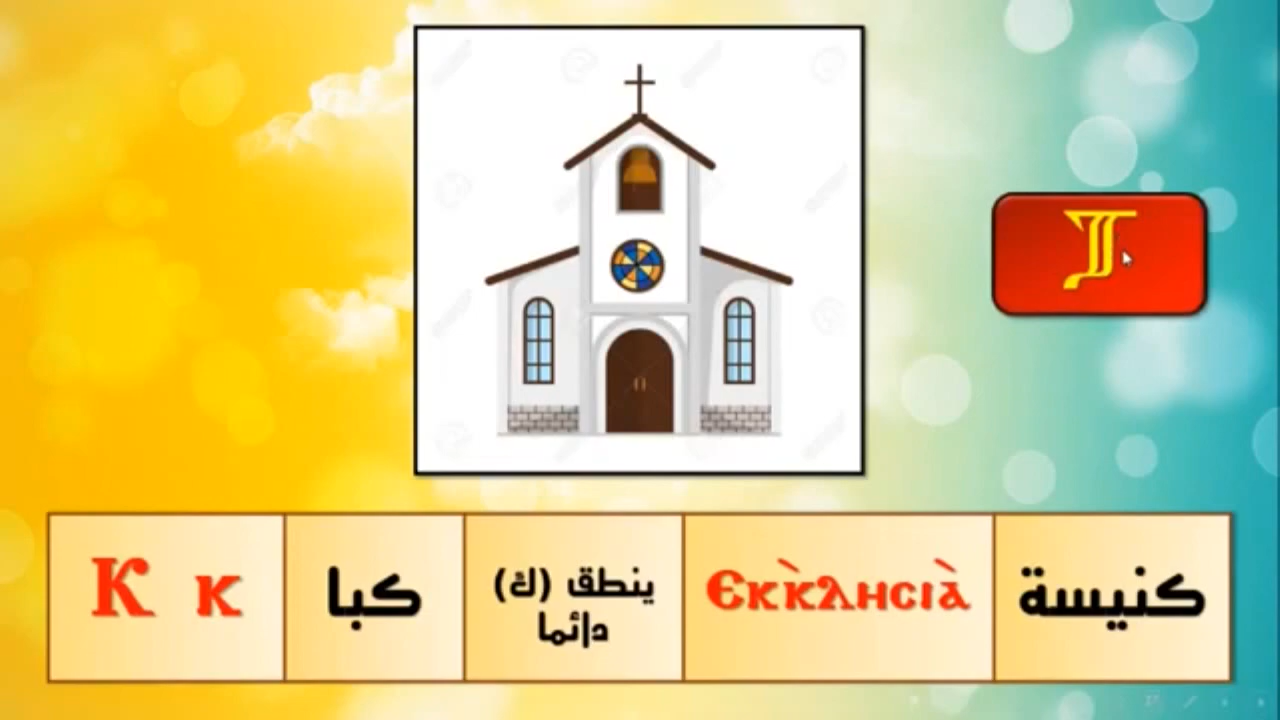 Ⲕ ⲕ
كبا
ينطق (ك)
دائما
Ⲉⲕⲕ̀ⲗⲏⲥⲓⲁ̀
كنيسة